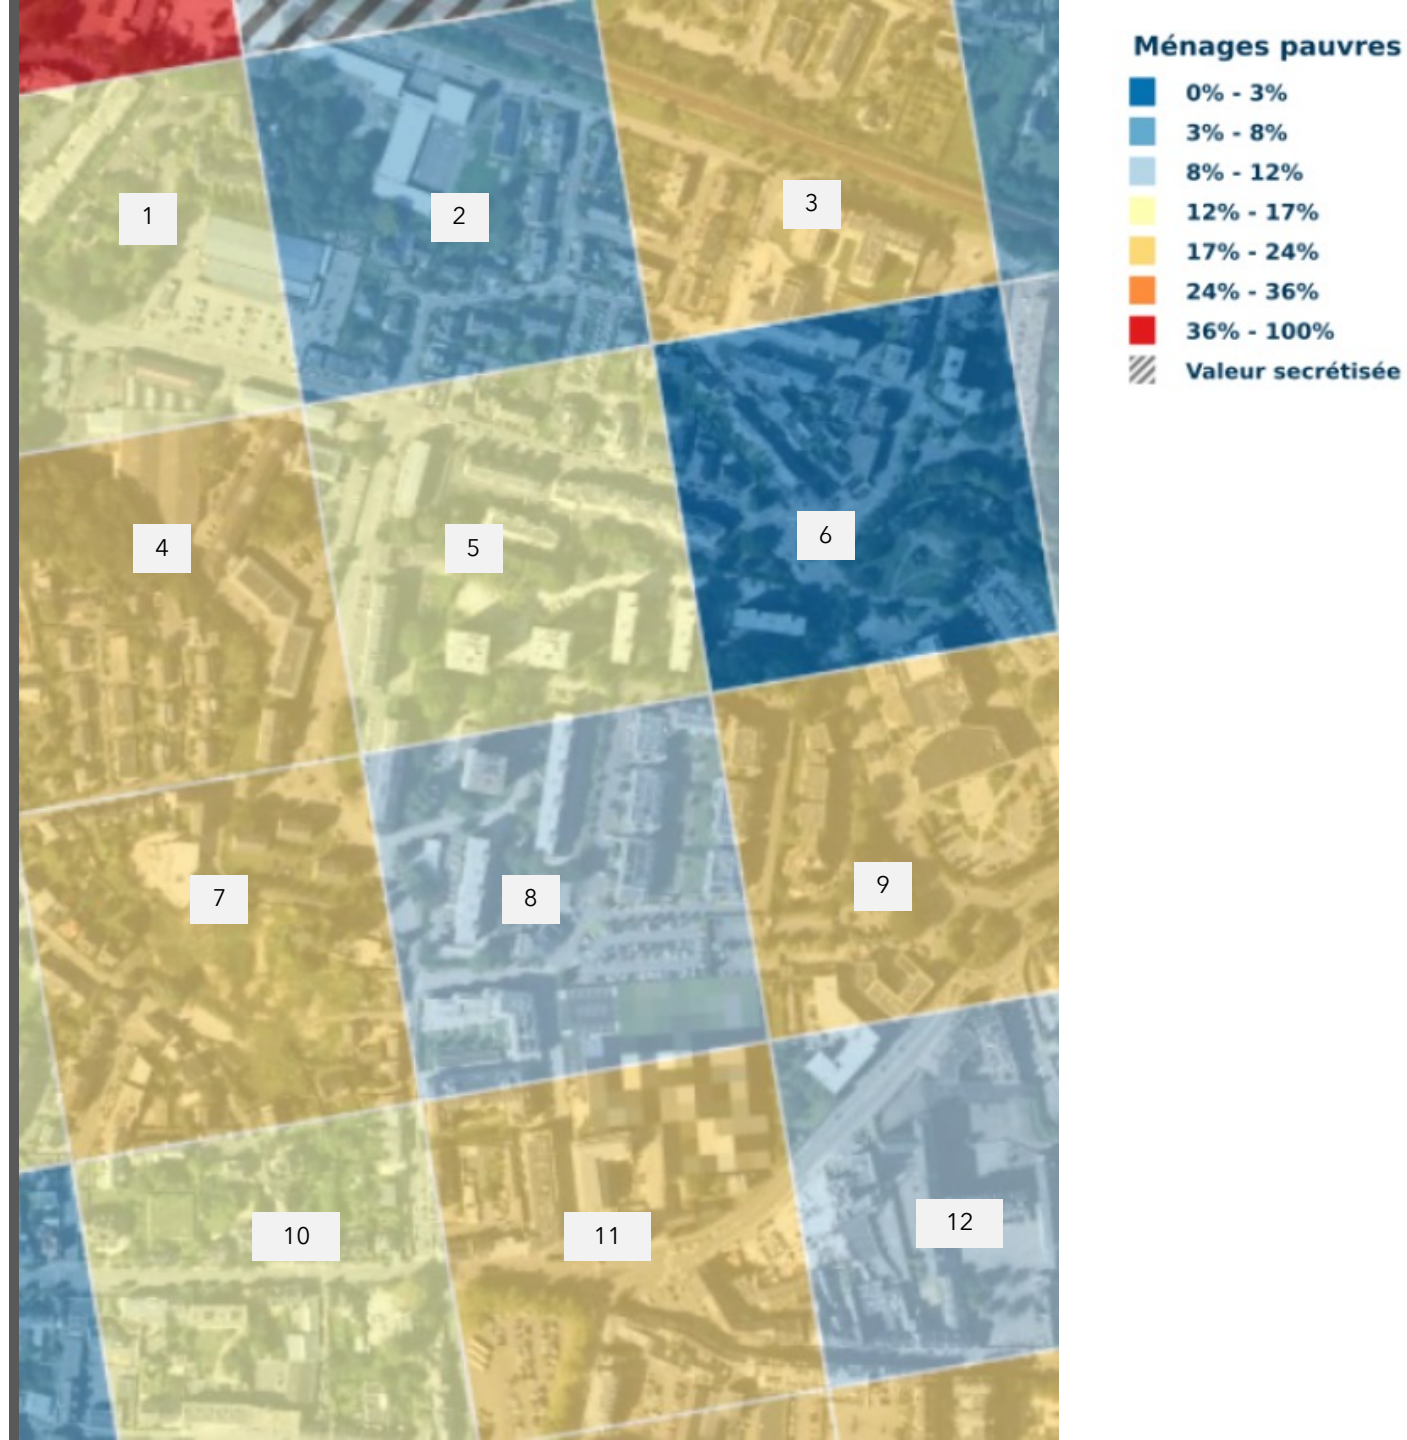 Ménages pauvres
0% - 3%
3% - 8%
8% - 12%
12% - 17%
17% - 24%
24% - 36%
36% - 100%
Valeur secrétisée
1
2
3
4
5
6
7
8
9
10
11
12